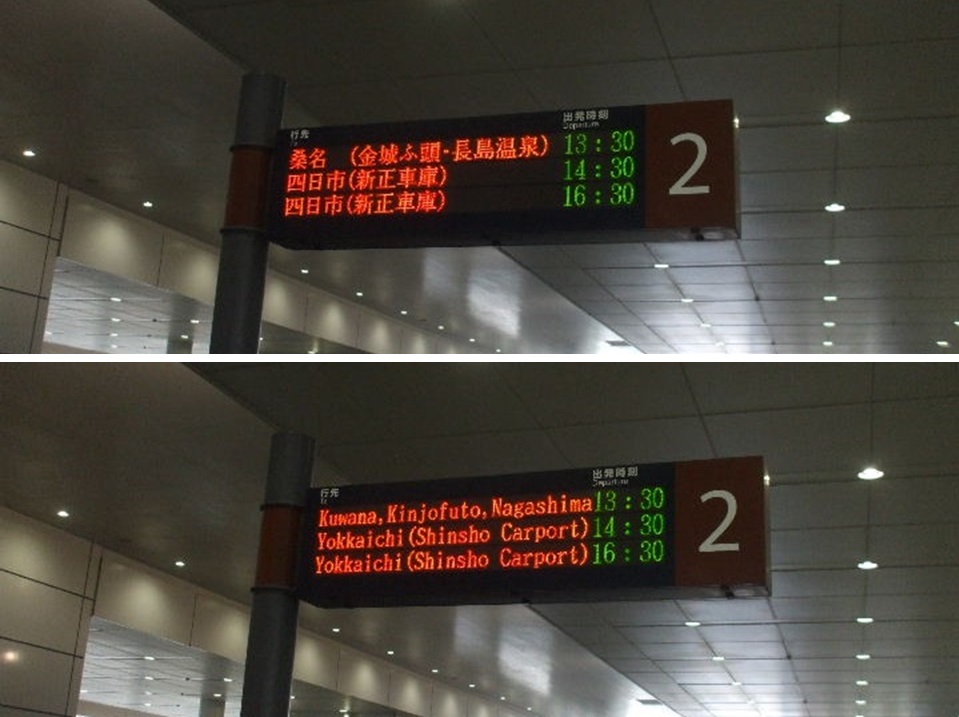 行先
出発時刻
Departure
桑名 (金城ふ頭・長島温泉) 13:30
四日市(新正車庫) 14:30
四日市(新正車庫) 16:30
2
行先
出発時刻
Departure
Kuwana,Kinjofuto,Nagashima 13:30
Yokkaichi(Shinsho Carport) 14:30
Yokkaichi(Shinsho Carport) 16:30
2